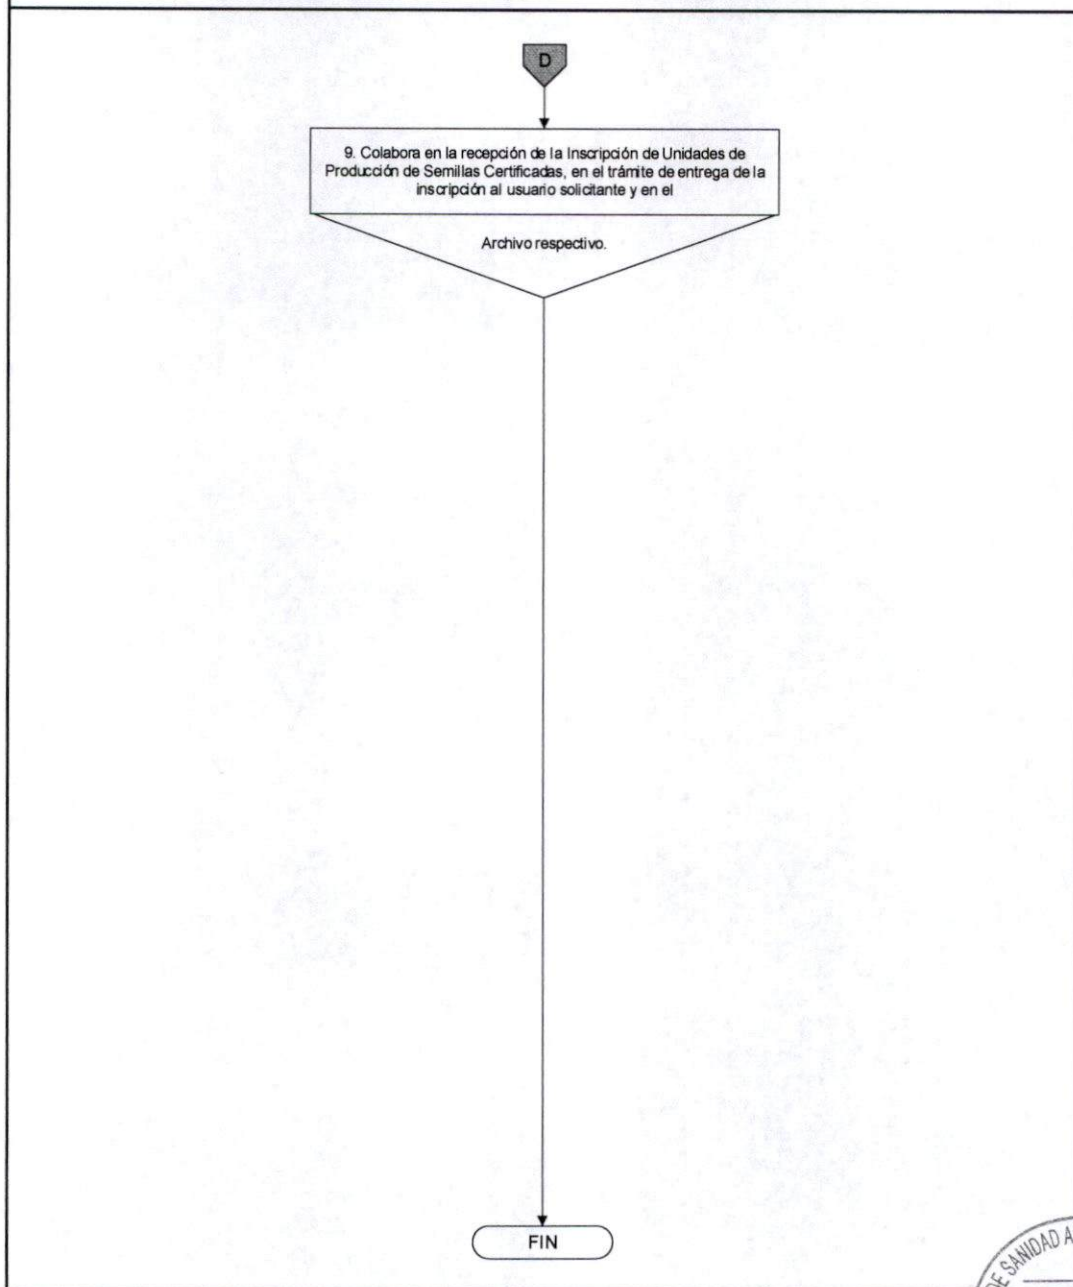 D
9. Colabora en la recepción de la Inscripción de Unidades de
Producción de Semillas Certificadas, en el trámite de entrega de la
inscripción al usuario solicitante y en el
Archivo respectivo.
FIN
DE SANIDAD A